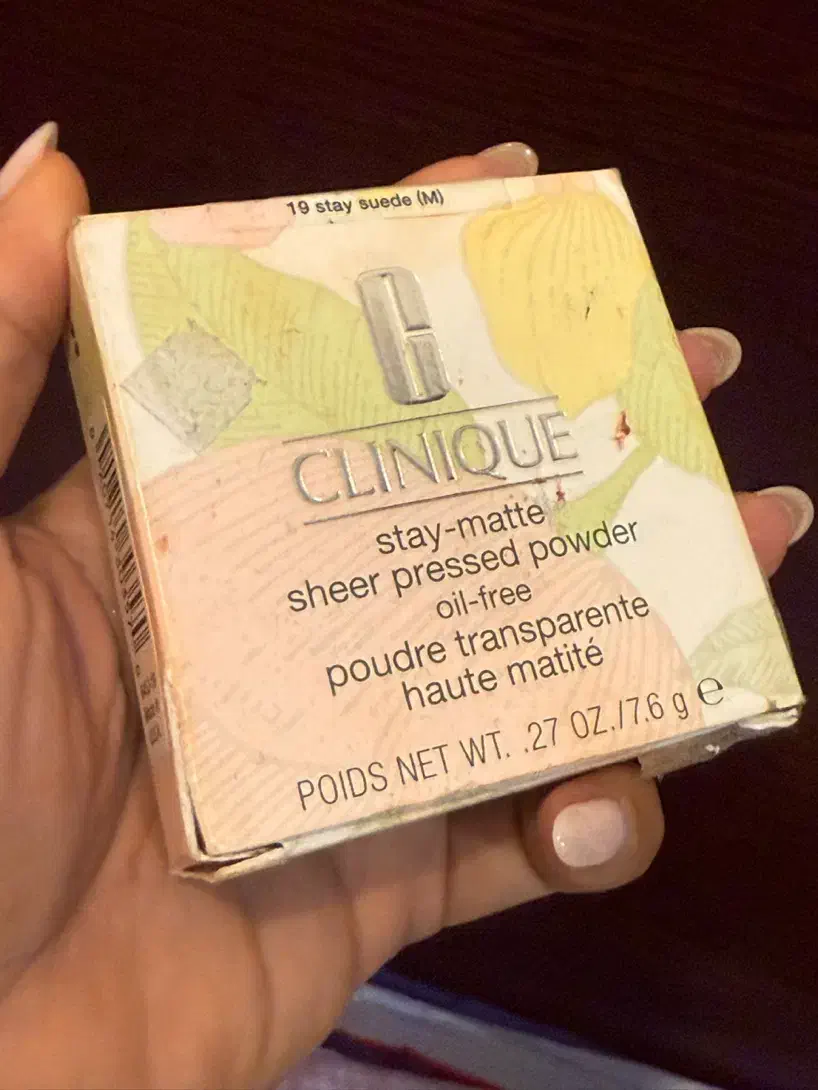 19 stay suede (M)
CLINIQUE
stay-matte
sheer pressed powder
oil-free
poudre transparente
haute matité
POIDS NET WT. .27 OZ./7.6 g e